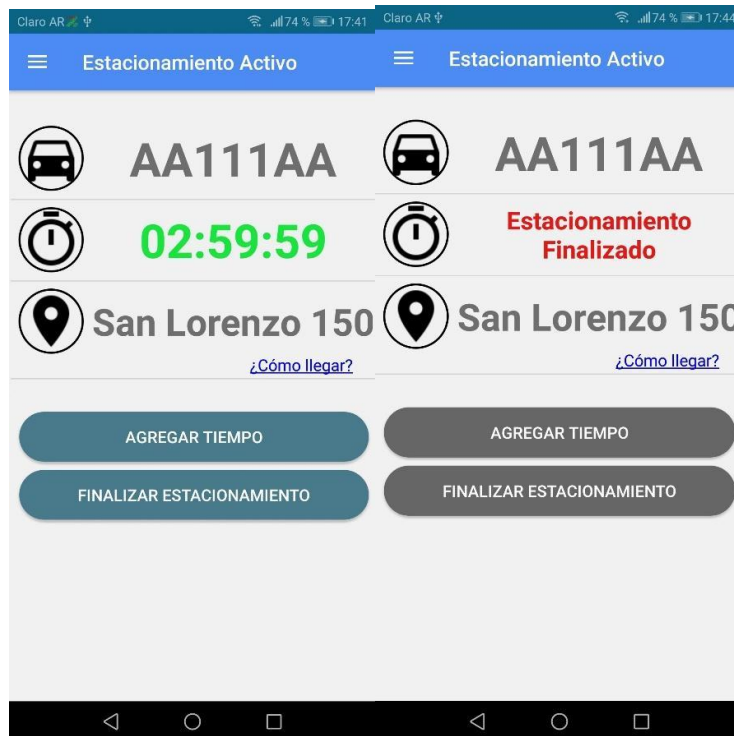 Claro AR 74 % 17:41
Estacionamiento Activo
AA111AA
02:59:59
San Lorenzo 150
¿Cómo llegar?
AGREGAR TIEMPO
FINALIZAR ESTACIONAMIENTO
Claro AR 74 % 17:44
Estacionamiento Activo
AA111AA
Estacionamiento
Finalizado
San Lorenzo 150
¿Cómo llegar?
AGREGAR TIEMPO
FINALIZAR ESTACIONAMIENTO